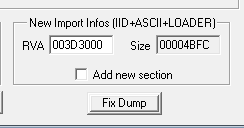 New Import Infos (IID+ASCII+LOADER)
RVA 003D3000 Size 00004BFC
Add new section
Fix Dump